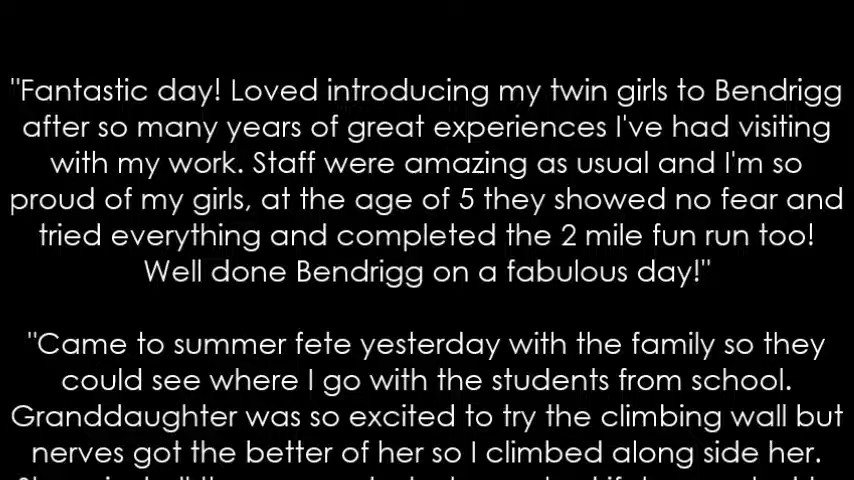 "Fantastic day! Loved introducing my twin girls to Bendrigg
after so many years of great experiences I've had visiting
with my work. Staff were amazing as usual and I'm so
proud of my girls, at the age of 5 they showed no fear and
tried everything and completed the 2 mile fun run too!
Well done Bendrigg on a fabulous day!"
"Came to summer fete yesterday with the family so they
could see where I go with the students from school.
Granddaughter was so excited to try the climbing wall but
nerves got the better of her so I climbed along side her.